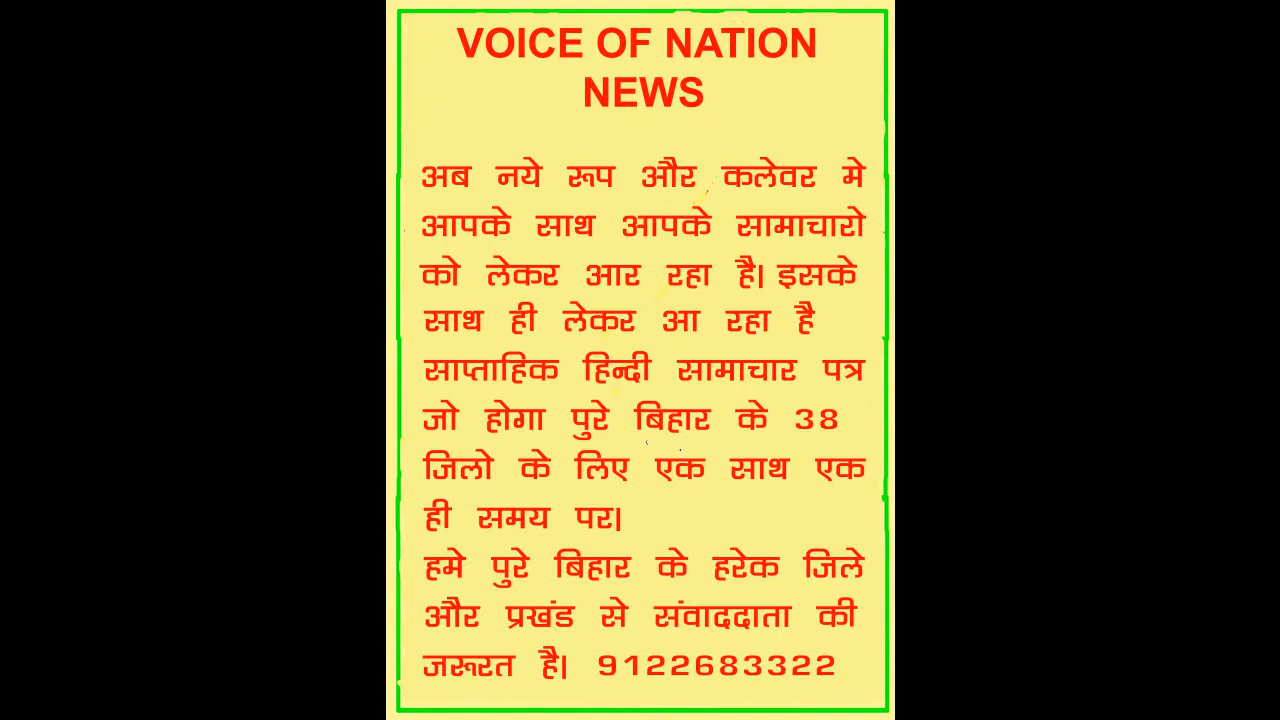 VOICE OF NATION
NEWS
अब नये रूप और कलेवर मे
आपके साथ आपके सामाचारो
को लेकर आर रहा है। इसके
साथ ही लेकर आ रहा है
साप्ताहिक हिन्दी सामाचार पत्र
जो होगा पुरे बिहार के 38
जिलो के लिए एक साथ एक
ही समय पर।
हमे पुरे बिहार के हरेक जिले
और प्रखंड से संवाददाता की
जरूरत है। 9122683322